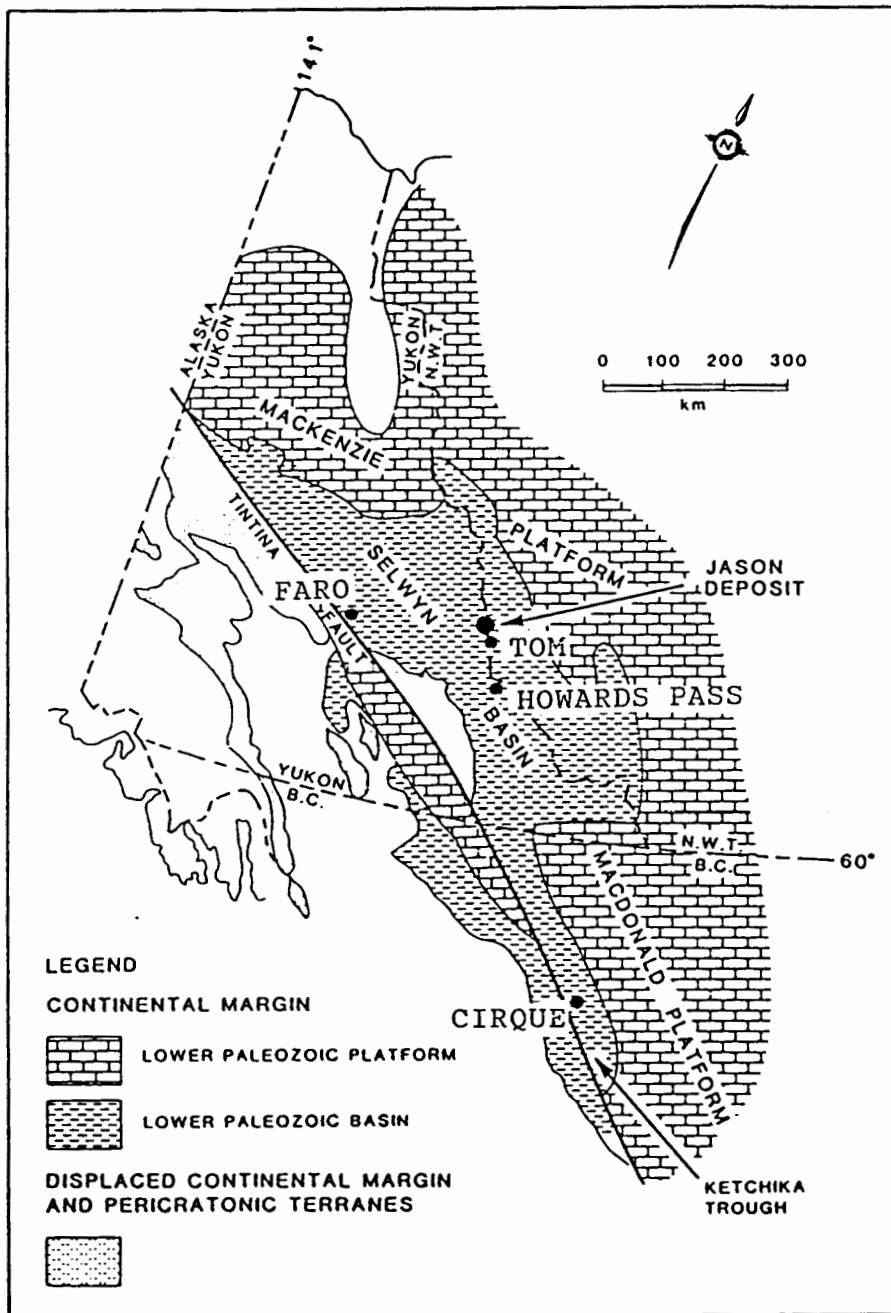 141°
N
ALASKA
YUKON
YUKON
N.W.T.
0 100 200 300
km
MACKENZIE
PLATFORM
TINTINA
FAULT
SELWYN
BASIN
JASON
DEPOSIT
FARO
TOM
HOWARDS PASS
YUKON
B.C.
N.W.T.
B.C.
60°
MACDONALD
PLATFORM
CIRQUE
KETCHIKA
TROUGH
LEGEND
CONTINENTAL MARGIN
LOWER PALEOZOIC PLATFORM
LOWER PALEOZOIC BASIN
DISPLACED CONTINENTAL MARGIN
AND PERICRATONIC TERRANES